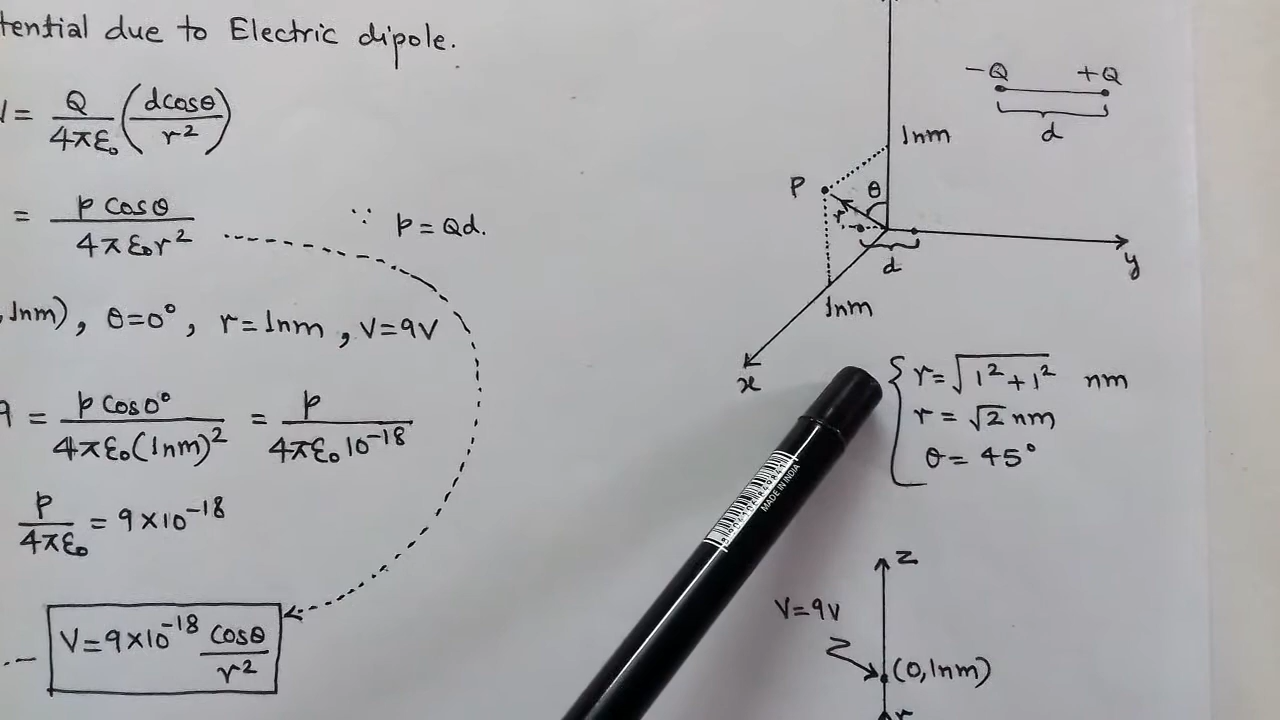 tential due to Electric dipole.
V = Q/4πε₀ (dcosθ/r²)
= p cosθ/4πε₀r² ∵ p = Qd.
, 1nm), θ=0°, r=1nm, V=9V
9 = p cos0°/4πε₀(1nm)² = p/4πε₀10⁻¹⁸
p/4πε₀ = 9×10⁻¹⁸
V=9×10⁻¹⁸ cosθ/r²
-Q +Q
d
1nm
P
θ
r
d
y
1nm
x
r=√1²+1² nm
r = √2 nm
θ = 45°
MADE IN INDIA
z
V=9V
(0,1nm)
r